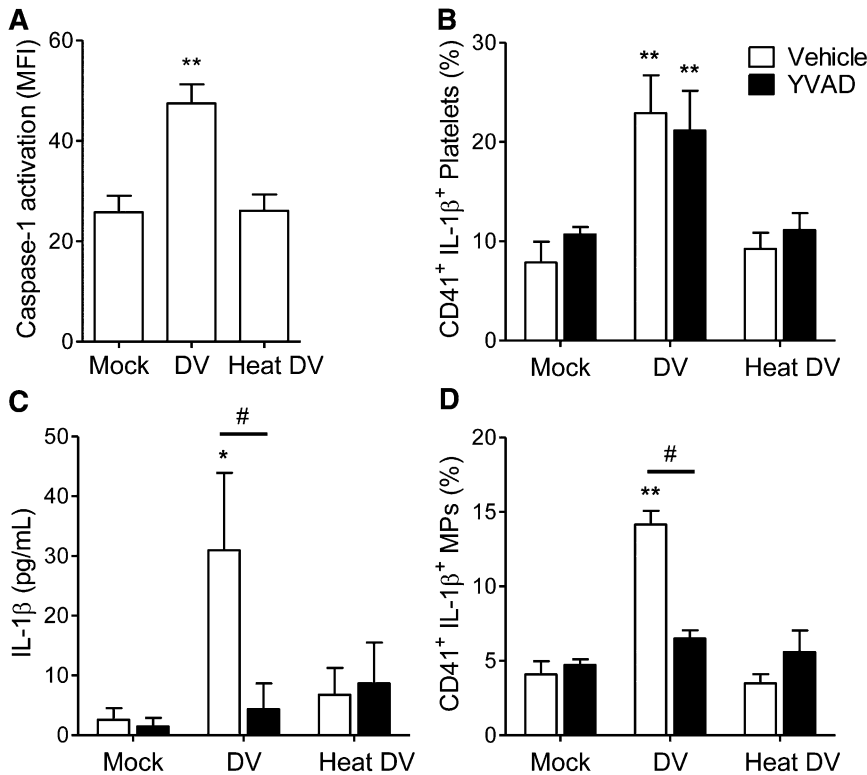 A
Caspase-1 activation (MFI)
60
40
20
0
**
Mock DV Heat DV
B
CD41+ IL-1β+ Platelets (%)
30
20
10
0
** **
Vehicle
YVAD
Mock DV Heat DV
C
IL-1β (pg/mL)
50
40
30
20
10
0
#
*
Mock DV Heat DV
D
CD41+ IL-1β+ MPs (%)
20
15
10
5
0
#
**
Mock DV Heat DV